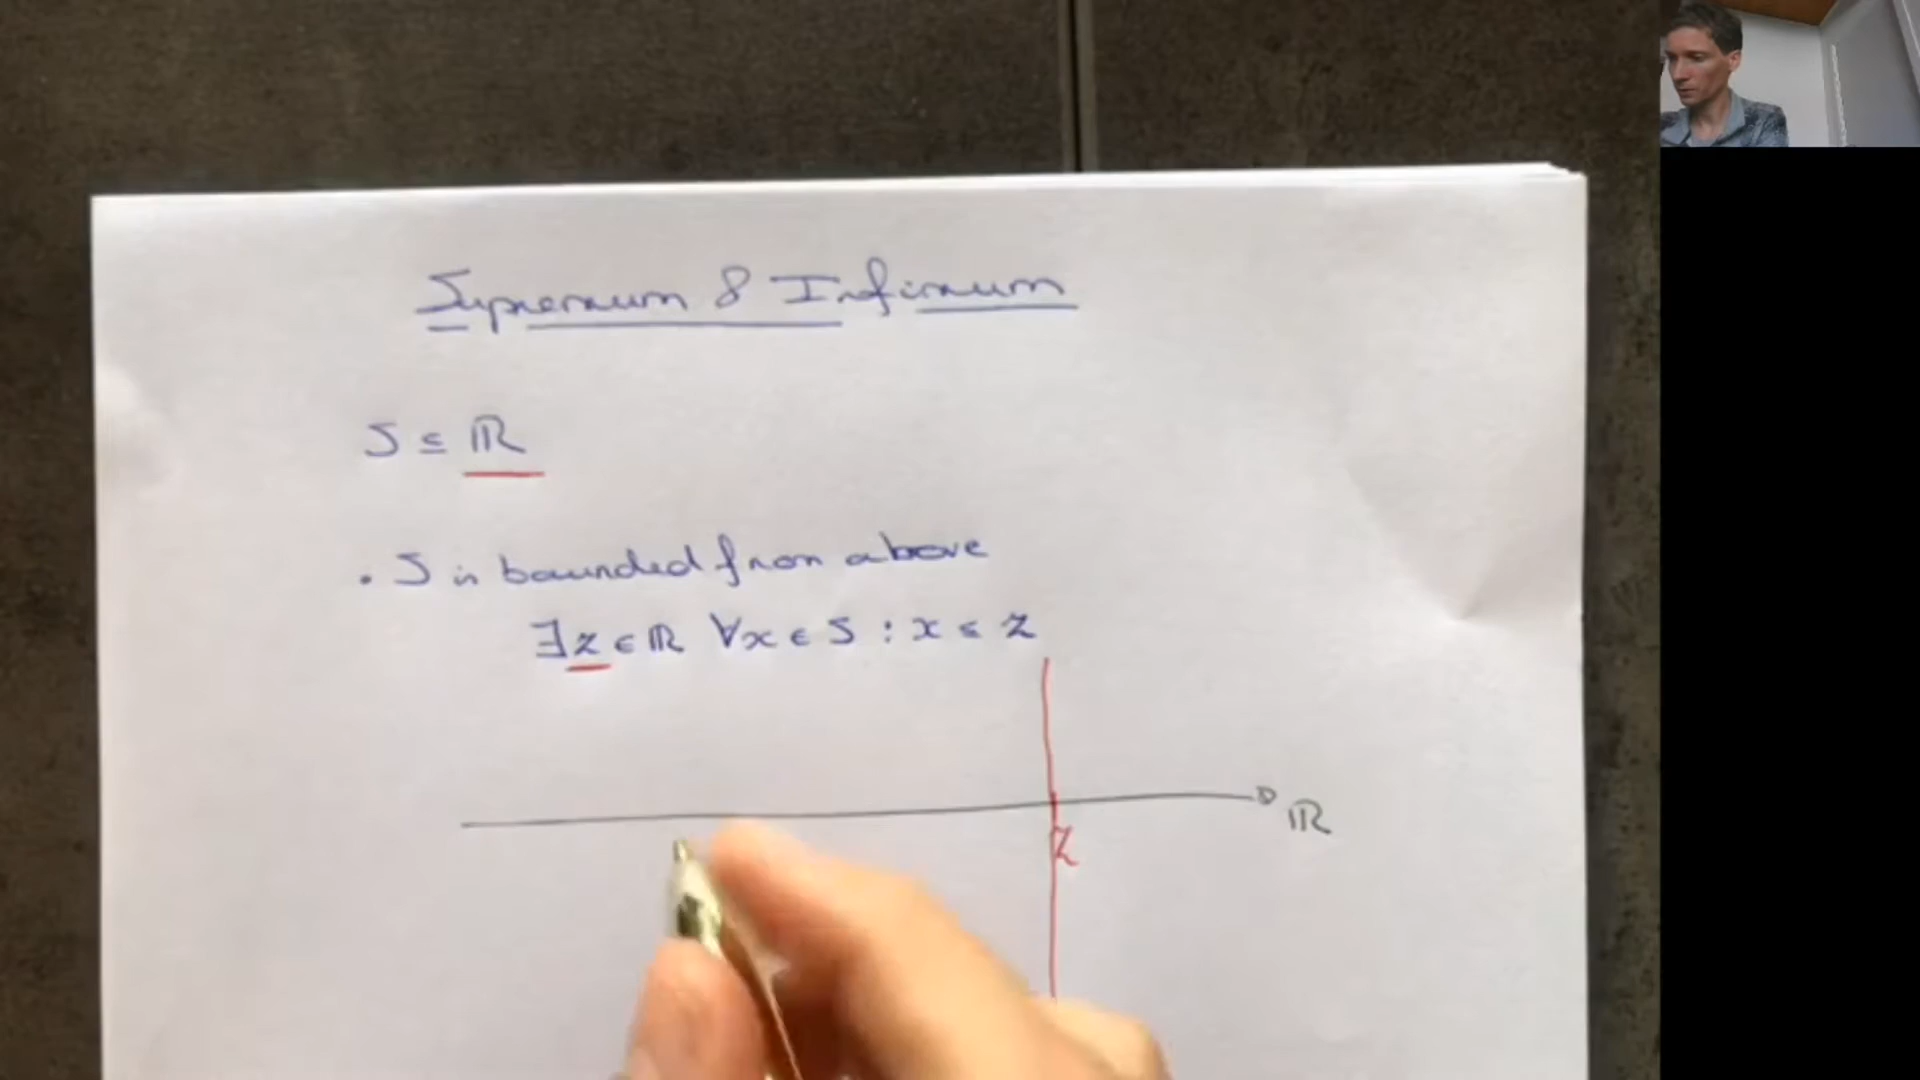 Supremum & Infimum
S ⊆ ℝ
• S is bounded from above
∃z ∈ ℝ ∀x ∈ S : x ≤ z
ℝ
z